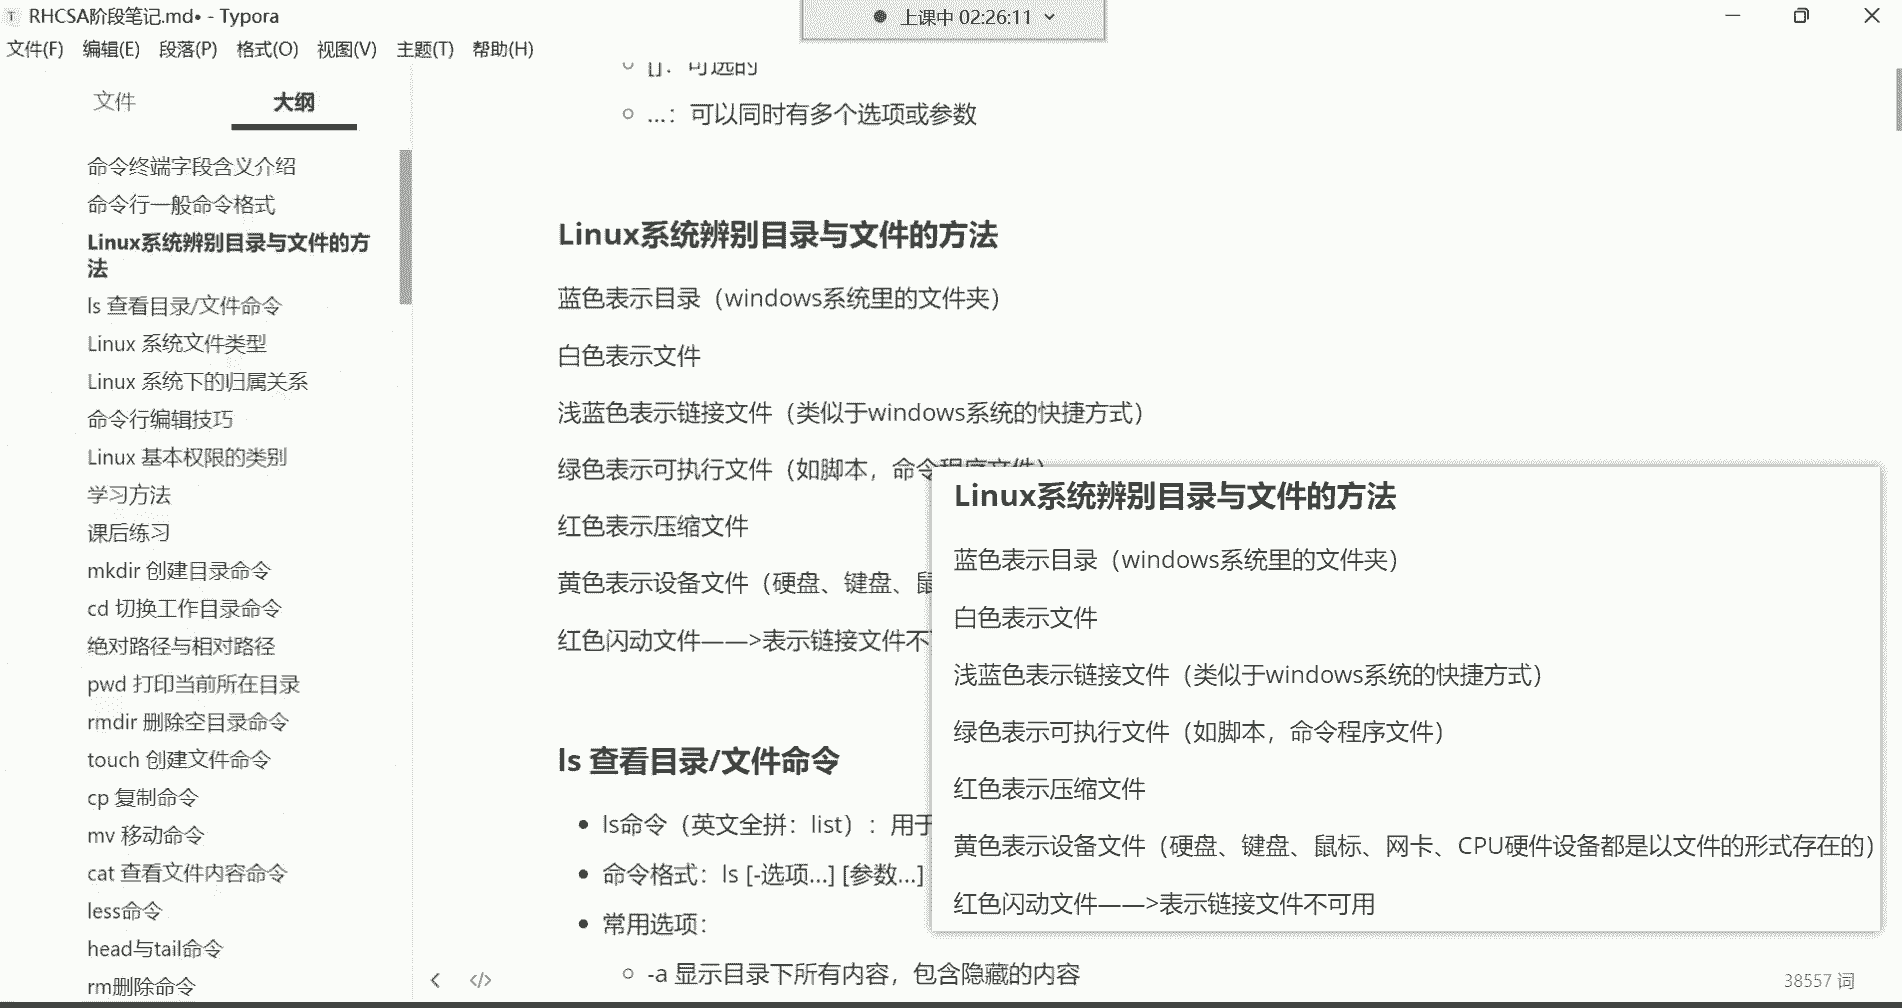 RHCSA阶段笔记.md• - Typora
上课中 02:26:11
文件(F) 编辑(E) 段落(P) 格式(O) 视图(V) 主题(T) 帮助(H)
文件 大纲
命令终端字段含义介绍
命令行一般命令格式
Linux系统辨别目录与文件的方
法
ls 查看目录/文件命令
Linux 系统文件类型
Linux 系统下的归属关系
命令行编辑技巧
Linux 基本权限的类别
学习方法
课后练习
mkdir 创建目录命令
cd 切换工作目录命令
绝对路径与相对路径
pwd 打印当前所在目录
rmdir 删除空目录命令
touch 创建文件命令
cp 复制命令
mv 移动命令
cat 查看文件内容命令
less命令
head与tail命令
rm删除命令
[]：可选的
...：可以同时有多个选项或参数
Linux系统辨别目录与文件的方法
蓝色表示目录（windows系统里的文件夹）
白色表示文件
浅蓝色表示链接文件（类似于windows系统的快捷方式）
绿色表示可执行文件（如脚本，命令程序文件）
红色表示压缩文件
黄色表示设备文件（硬盘、键盘、鼠
红色闪动文件——>表示链接文件不
ls 查看目录/文件命令
ls命令（英文全拼：list）：用于
命令格式：ls [-选项...] [参数...]
常用选项：
-a 显示目录下所有内容，包含隐藏的内容
Linux系统辨别目录与文件的方法
蓝色表示目录（windows系统里的文件夹）
白色表示文件
浅蓝色表示链接文件（类似于windows系统的快捷方式）
绿色表示可执行文件（如脚本，命令程序文件）
红色表示压缩文件
黄色表示设备文件（硬盘、键盘、鼠标、网卡、CPU硬件设备都是以文件的形式存在的）
红色闪动文件——>表示链接文件不可用
38557 词